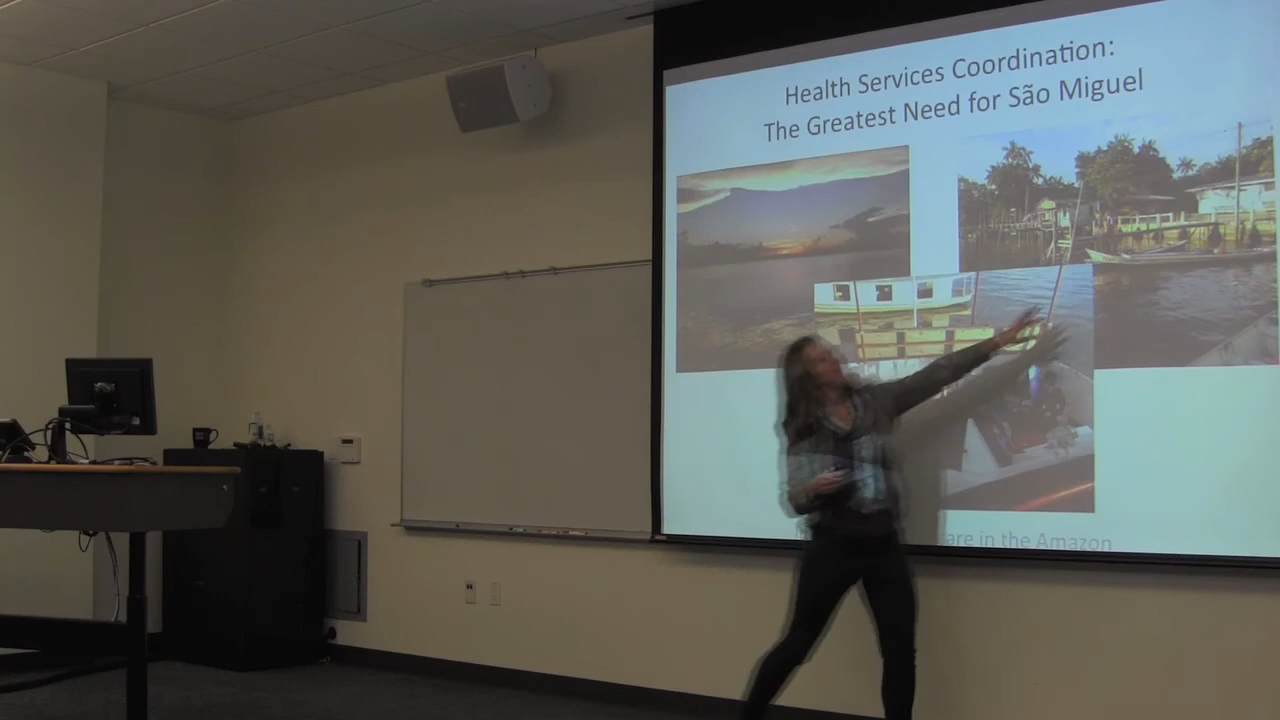 Health Services Coordination:
The Greatest Need for São Miguel
are in the Amazon